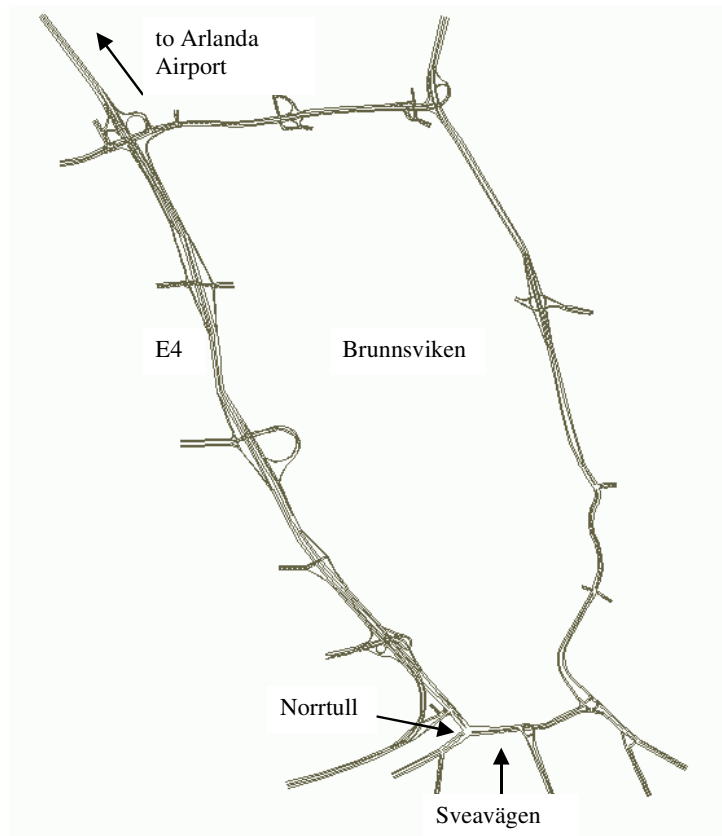 to Arlanda
Airport
E4
Brunnsviken
Norrtull
Sveavägen